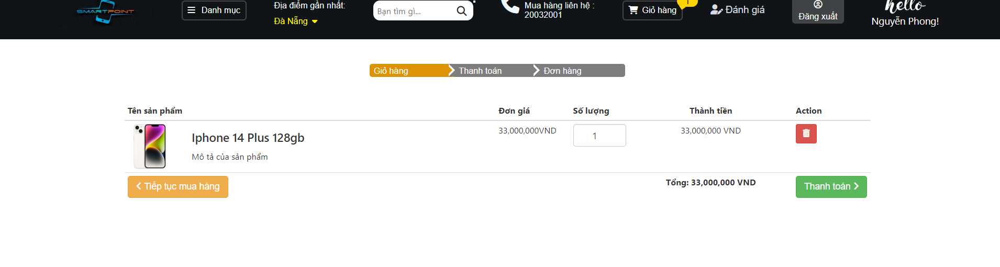 SMARTPOINT
Danh mục
Địa điểm gần nhất:
Đà Nẵng
Bạn tìm gì...
Mua hàng liên hệ :
20032001
Giỏ hàng
1
Đánh giá
Đăng xuất
hello
Nguyễn Phong!
Giỏ hàng
Thanh toán
Đơn hàng
Tên sản phẩm
Đơn giá
Số lượng
Thành tiền
Action
Iphone 14 Plus 128gb
Mô tả của sản phẩm
33,000,000VND
1
33,000,000 VND
Tiếp tục mua hàng
Tổng: 33,000,000 VND
Thanh toán